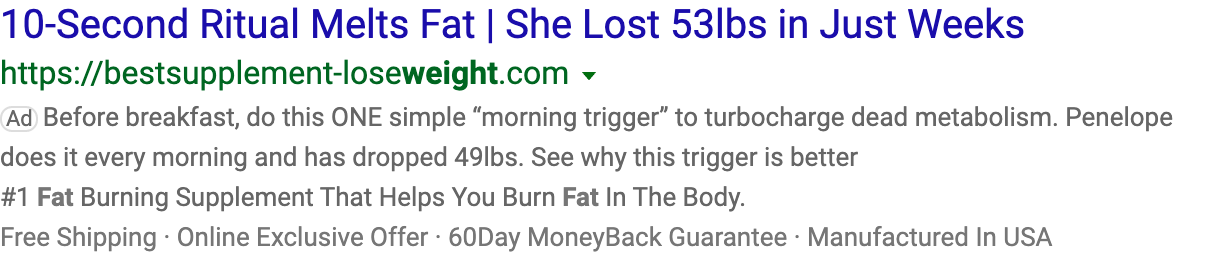 10-Second Ritual Melts Fat | She Lost 53lbs in Just Weeks
https://bestsupplement-loseweight.com
Ad Before breakfast, do this ONE simple “morning trigger” to turbocharge dead metabolism. Penelope
does it every morning and has dropped 49lbs. See why this trigger is better
#1 Fat Burning Supplement That Helps You Burn Fat In The Body.
Free Shipping · Online Exclusive Offer · 60Day MoneyBack Guarantee · Manufactured In USA